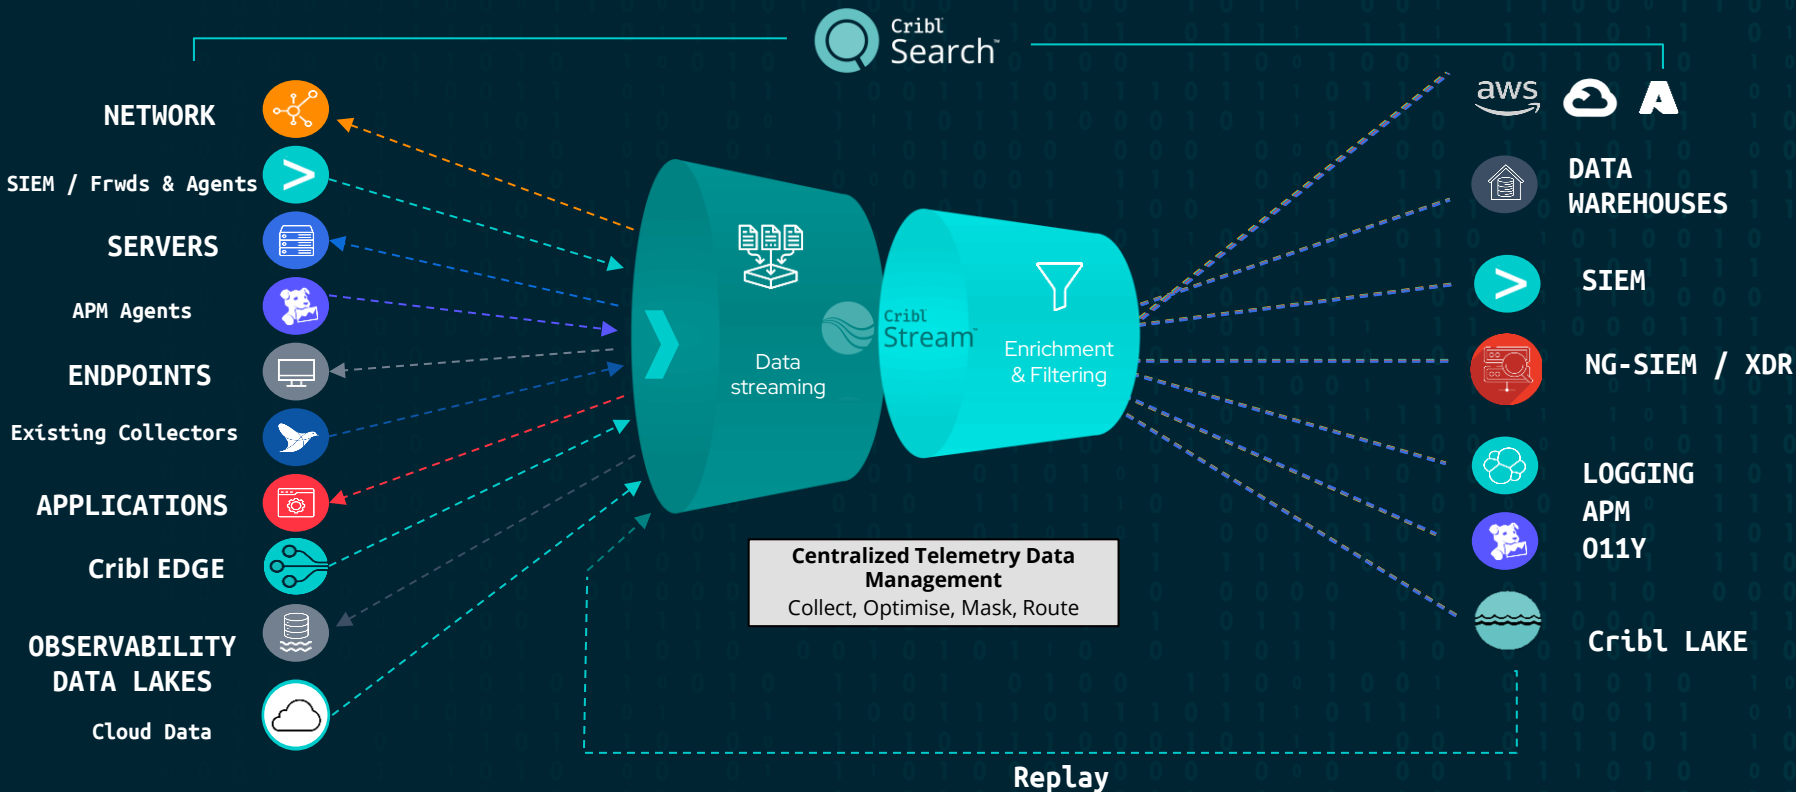 Cribl
Search™
NETWORK
SIEM / Frwds & Agents
SERVERS
APM Agents
ENDPOINTS
Existing Collectors
APPLICATIONS
Cribl EDGE
OBSERVABILITY
DATA LAKES
Cloud Data
Data
streaming
Cribl
Stream™
Enrichment
& Filtering
Centralized Telemetry Data
Management
Collect, Optimise, Mask, Route
aws
DATA
WAREHOUSES
SIEM
NG-SIEM / XDR
LOGGING
APM
O11Y
Cribl LAKE
Replay